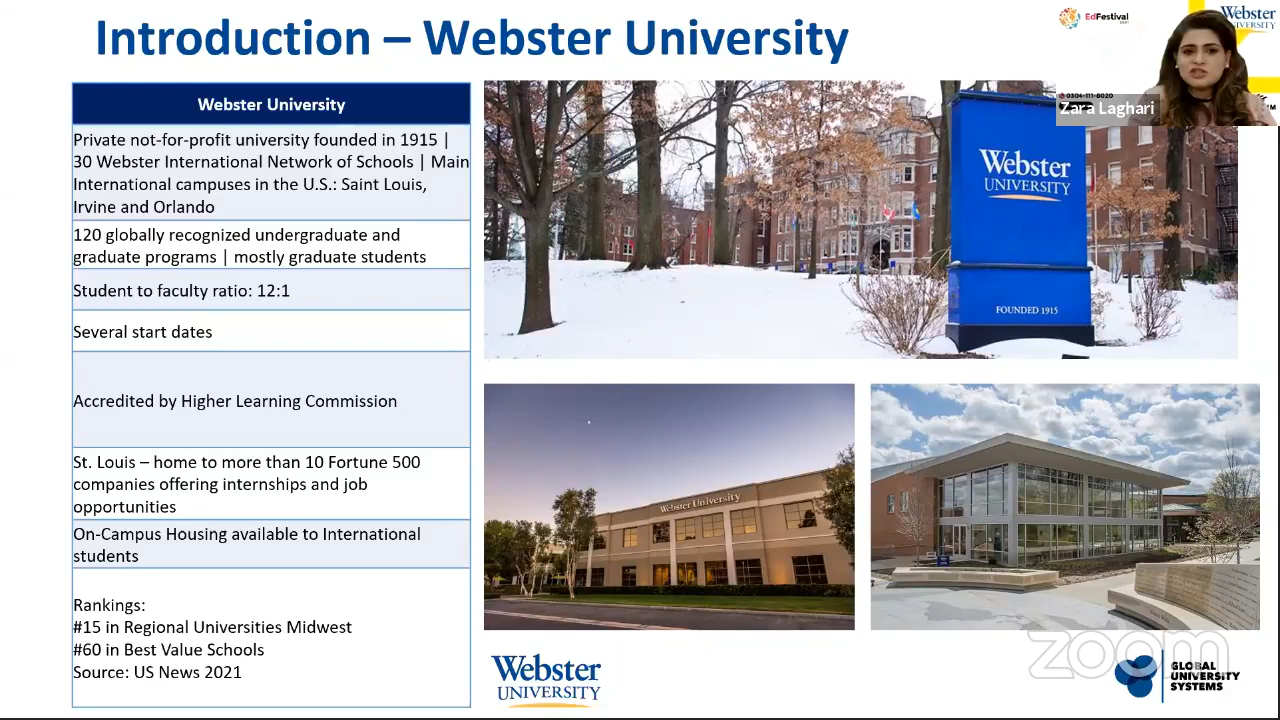 Introduction – Webster University
EdFestival
Webster
UNIVERSITY
0304-111-8020
Zara Laghari
Webster University
Private not-for-profit university founded in 1915 |
30 Webster International Network of Schools | Main
International campuses in the U.S.: Saint Louis,
Irvine and Orlando
120 globally recognized undergraduate and
graduate programs | mostly graduate students
Student to faculty ratio: 12:1
Several start dates
Accredited by Higher Learning Commission
St. Louis – home to more than 10 Fortune 500
companies offering internships and job
opportunities
On-Campus Housing available to International
students
Rankings:
#15 in Regional Universities Midwest
#60 in Best Value Schools
Source: US News 2021
Webster
UNIVERSITY
FOUNDED 1915
Webster University
Webster
UNIVERSITY
zoom
GLOBAL
UNIVERSITY
SYSTEMS